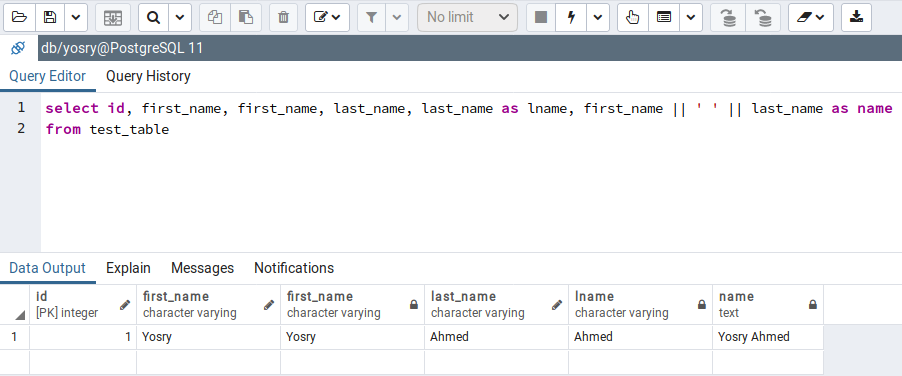 No limit
db/yosry@PostgreSQL 11
Query Editor Query History
1 select id, first_name, first_name, last_name, last_name as lname, first_name || ' ' || last_name as name
2 from test_table
Data Output Explain Messages Notifications
id first_name first_name last_name lname name
[PK] integer character varying character varying character varying character varying text
1 1 Yosry Yosry Ahmed Ahmed Yosry Ahmed